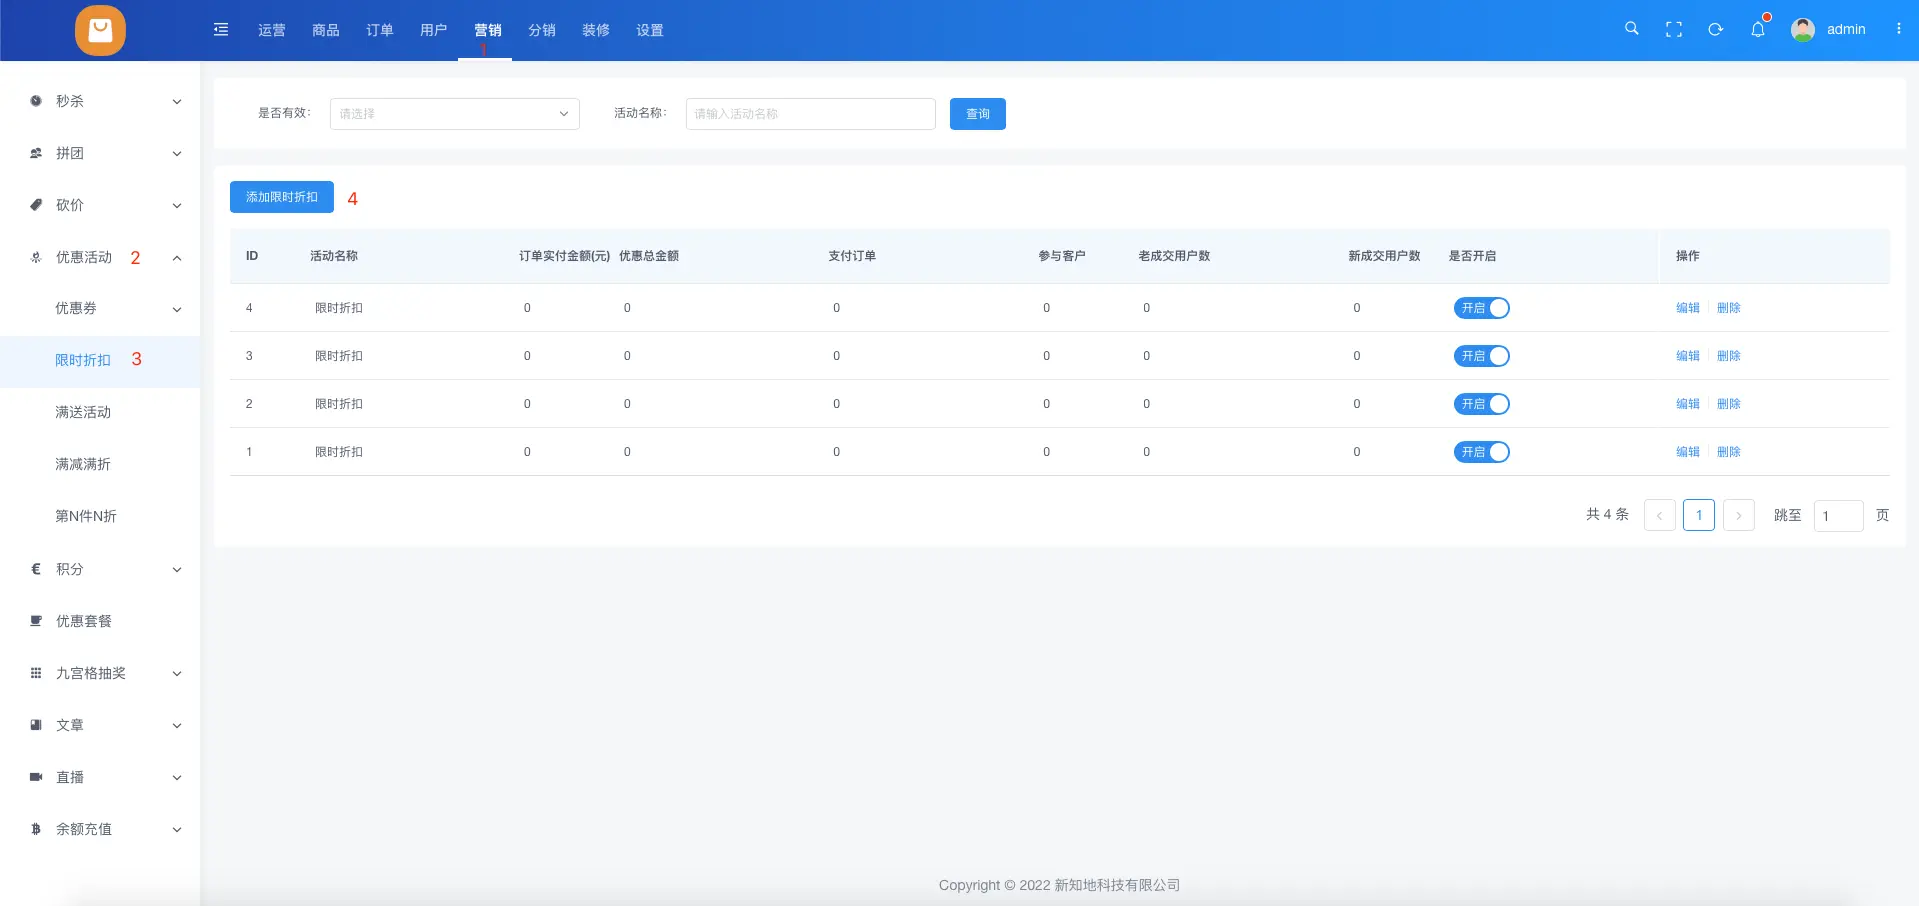 运营 商品 订单 用户 营销 分销 装修 设置 admin
1
秒杀
拼团
砍价
优惠活动 2
优惠券
限时折扣 3
满送活动
满减满折
第N件N折
积分
优惠套餐
九宫格抽奖
文章
直播
余额充值
是否有效: 请选择 活动名称: 请输入活动名称 查询
添加限时折扣 4
ID 活动名称 订单实付金额(元) 优惠总金额 支付订单 参与客户 老成交用户数 新成交用户数 是否开启 操作
4 限时折扣 0 0 0 0 0 0 开启 编辑 删除
3 限时折扣 0 0 0 0 0 0 开启 编辑 删除
2 限时折扣 0 0 0 0 0 0 开启 编辑 删除
1 限时折扣 0 0 0 0 0 0 开启 编辑 删除
共 4 条 1 跳至 1 页
Copyright © 2022 新知地科技有限公司